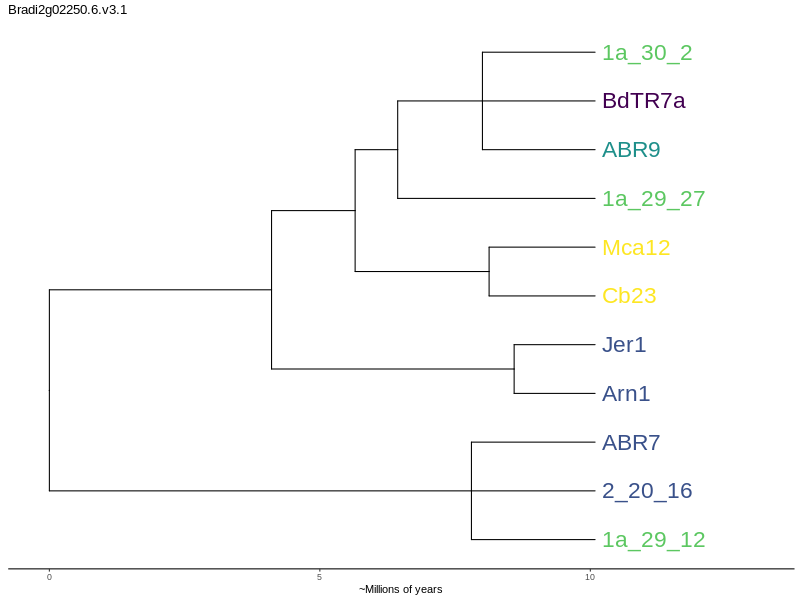 Bradi2g02250.6.v3.1
1a_30_2
BdTR7a
ABR9
1a_29_27
Mca12
Cb23
Jer1
Arn1
ABR7
2_20_16
1a_29_12
0 5 10
~Millions of years